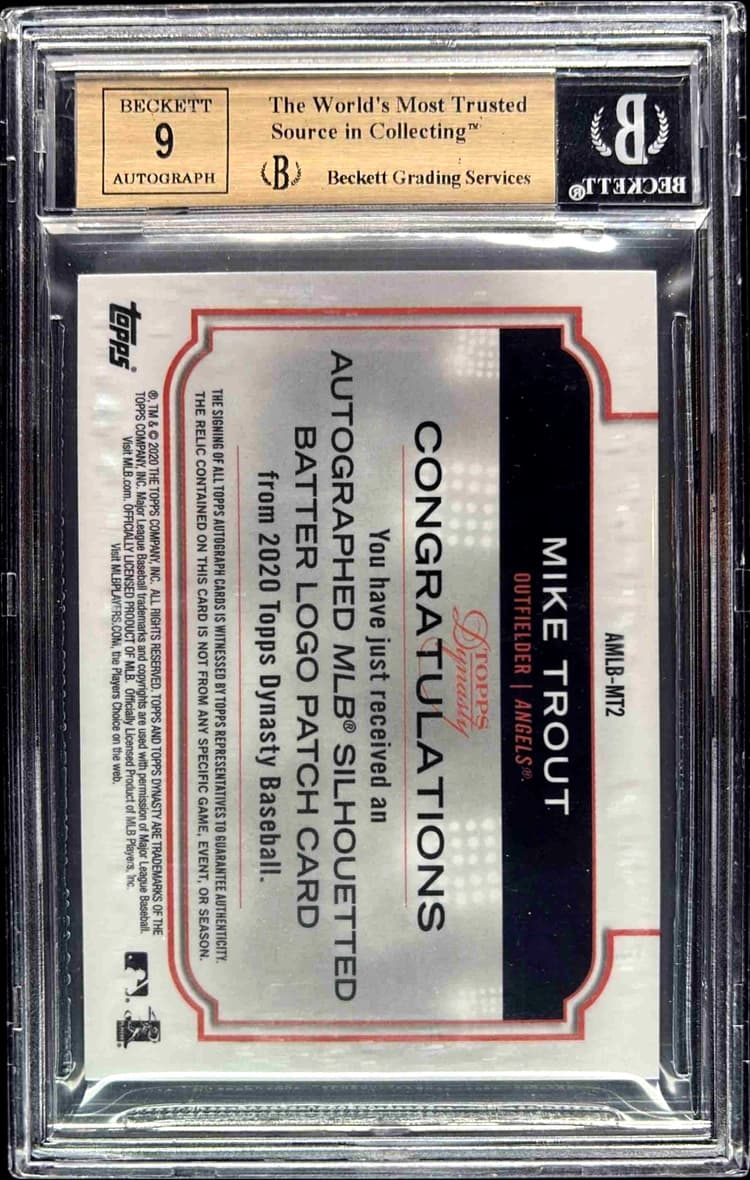 BECKETT
9
AUTOGRAPH
The World's Most Trusted
Source in Collecting™
B
Beckett Grading Services
B
BECKETT®
AMLB-MT2
MIKE TROUT
OUTFIELDER | ANGELS®.
TOPPS
Dynasty
CONGRATULATIONS
You have just received an
AUTOGRAPHED MLB® SILHOUETTED
BATTER LOGO PATCH CARD
from 2020 Topps Dynasty Baseball.
THE SIGNING OF ALL TOPPS AUTOGRAPH CARDS IS WITNESSED BY TOPPS REPRESENTATIVES TO GUARANTEE AUTHENTICITY.
THE RELIC CONTAINED ON THIS CARD IS NOT FROM ANY SPECIFIC GAME, EVENT, OR SEASON.
topps®
®, TM & © 2020 THE TOPPS COMPANY, INC. ALL RIGHTS RESERVED. TOPPS AND TOPPS DYNASTY ARE TRADEMARKS OF THE
TOPPS COMPANY, INC. Major League Baseball trademarks and copyrights are used with permission of Major League Baseball.
Visit MLB.com. OFFICIALLY LICENSED PRODUCT OF MLB. Officially Licensed Product of MLB Players, Inc.
Visit MLBPLAYERS.COM, the Players Choice on the web.